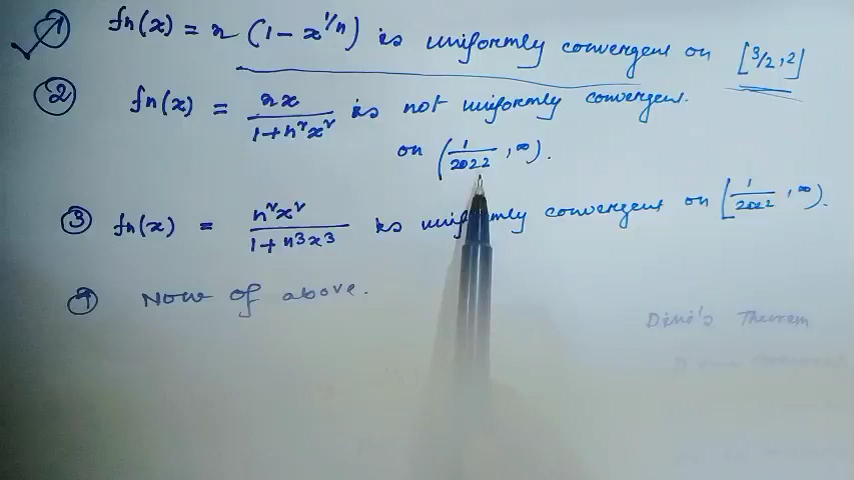 ① fn(x) = n (1 - x^{1/n}) is uniformly convergent on [3/2, 2]
② fn(x) = nx / 1+n²x² is not uniformly convergent.
on (1/2022, ∞).
③ fn(x) = n²x² / 1+n³x³ is uniformly convergent on [1/2022, ∞).
④ None of above.
Dini's Theorem